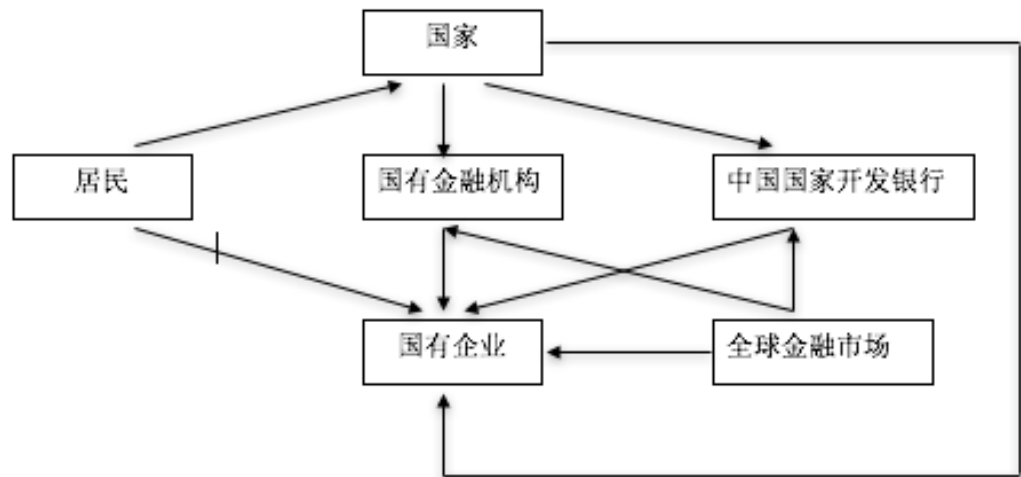 国家
居民
国有金融机构
中国国家开发银行
国有企业
全球金融市场